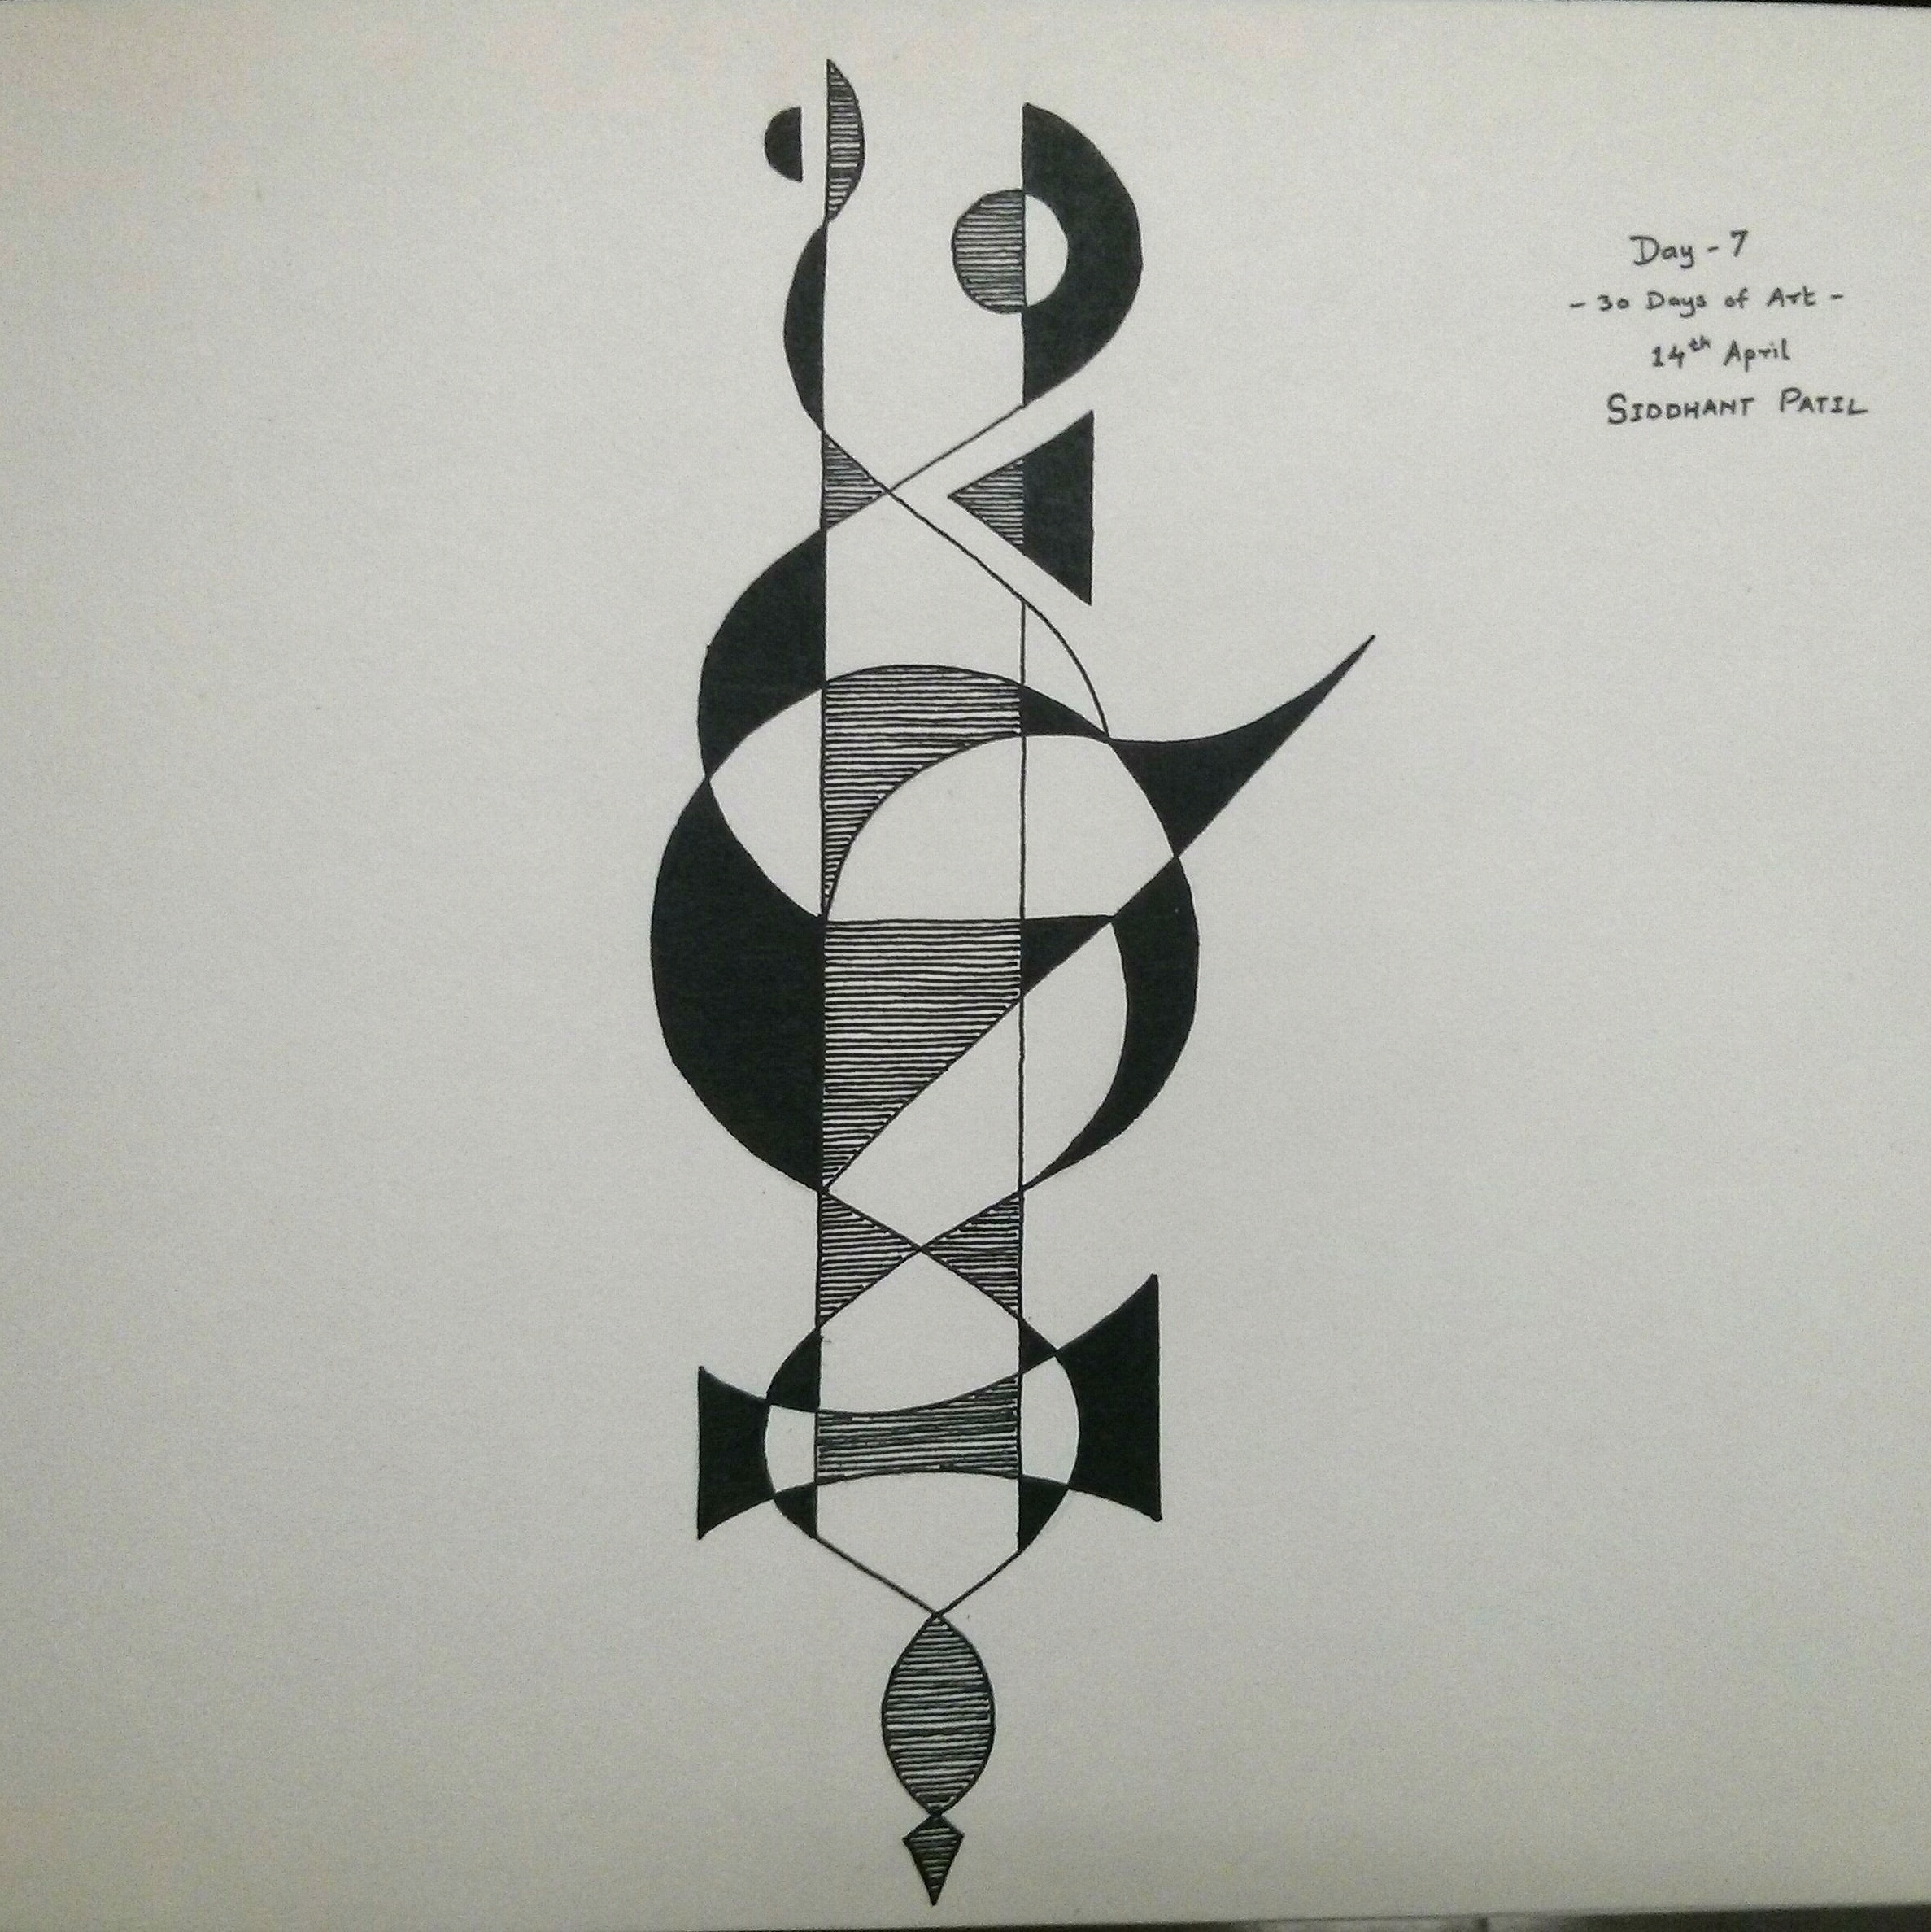 Day - 7
- 30 Days of Art -
14th April
SIDDHANT PATIL